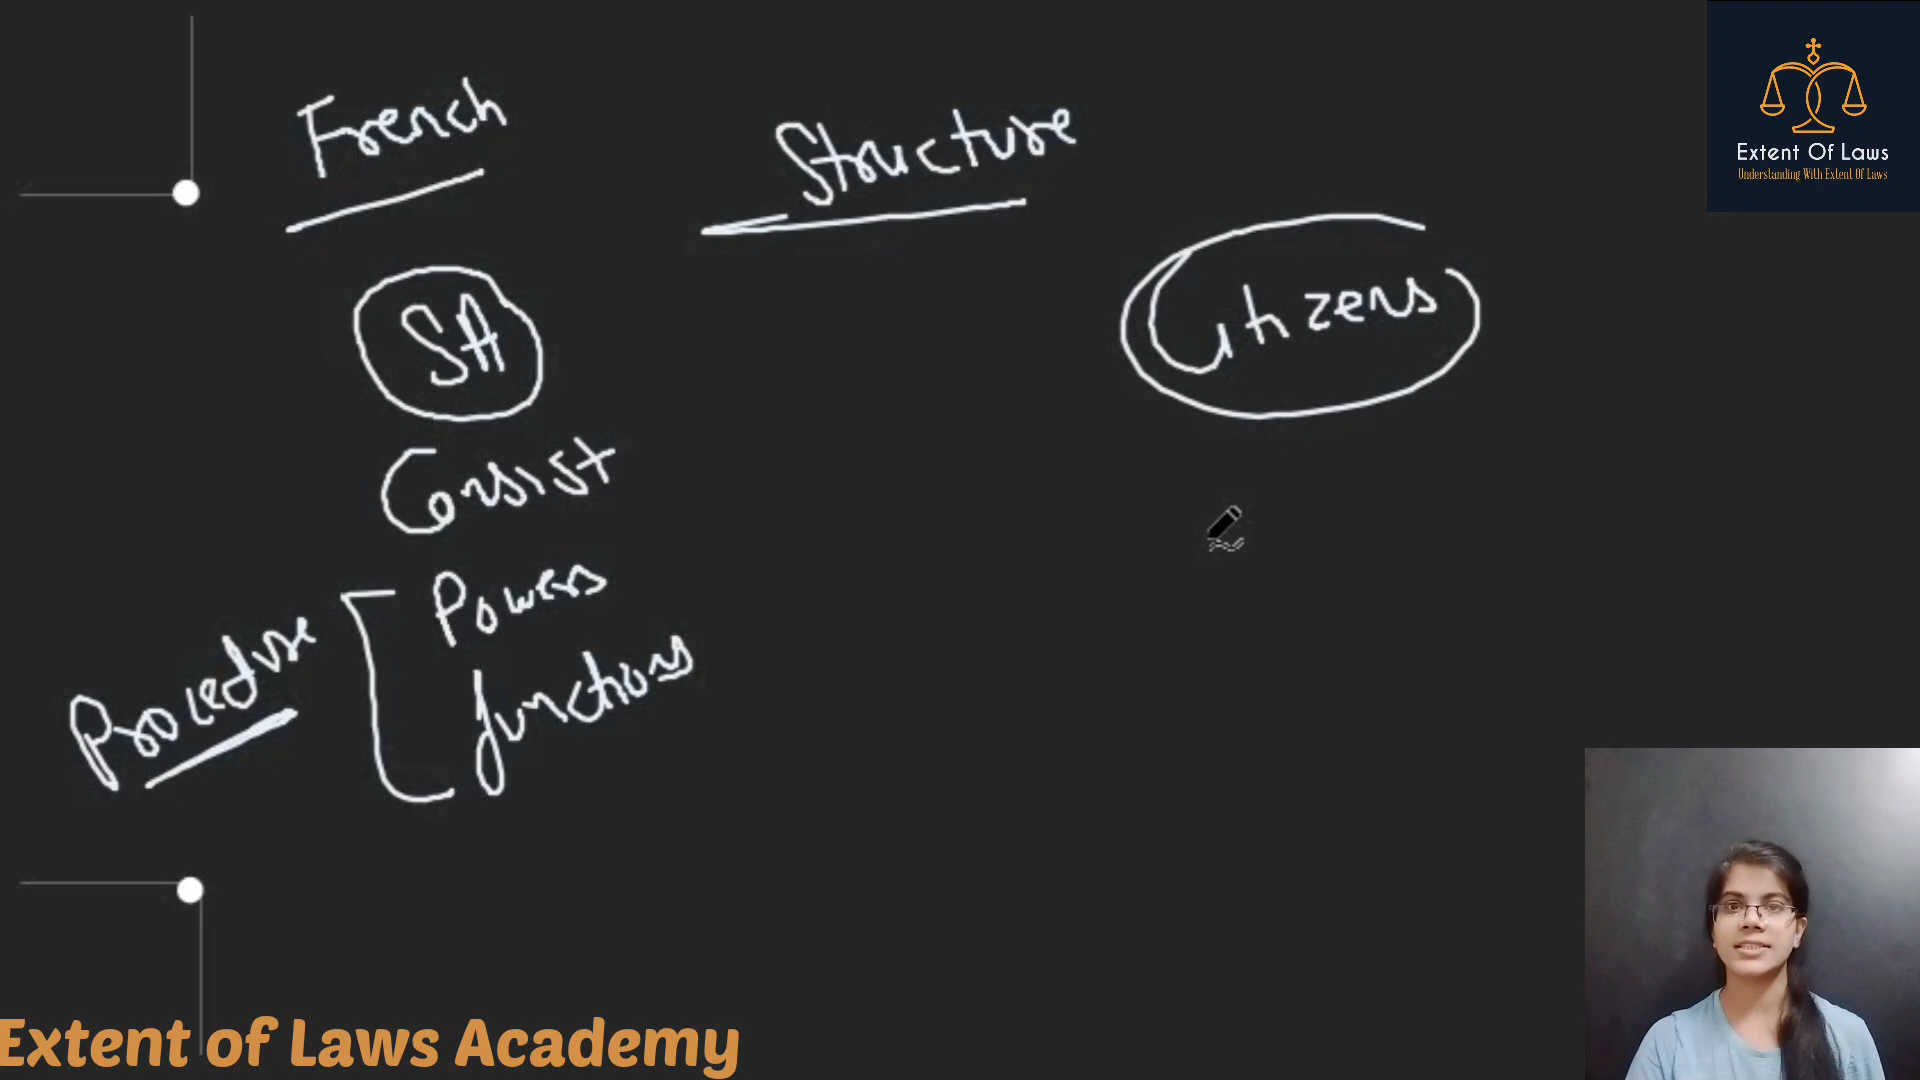 French Structure
SA
Citizens
Consist
Powers
functions
Procedure
Extent Of Laws
Understanding With Extent Of Laws
Extent of Laws Academy